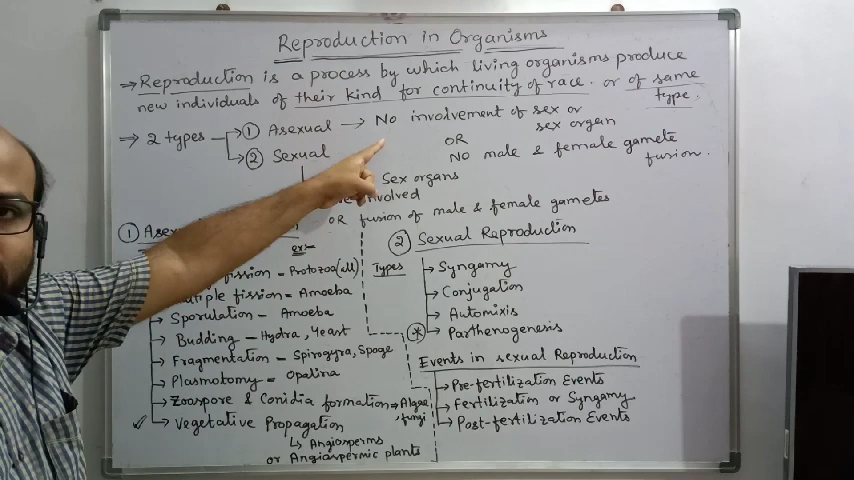 Reproduction in Organisms
⇒ Reproduction is a process by which living organisms produce
new individuals of their kind for continuity of race. or of same
type.
⇒ 2 types → ① Asexual → No involvement of sex or
sex organ
OR
No male & female gamete
fusion.
→ ② Sexual
Sex organs
involved
OR fusion of male & female gametes
①
ex:-
fission - Protozoa(all)
fission = Amoeba
→ Sporulation - Amoeba
→ Budding - Hydra, Yeast
→ Fragmentation - Spirogyra, Spoge
→ Plasmotomy = Opalina
→ Zoospore & Conidia formation ⇒ Algae, fungi
✓ → Vegetative Propagation
↳ Angiosperms
or Angiospermic plants
② Sexual Reproduction
Types → Syngamy
→ Conjugation
→ Automixis
* → Parthenogenesis
Events in sexual Reproduction
→ Pre-fertilization Events
→ Fertilization or Syngamy
→ Post-fertilization Events